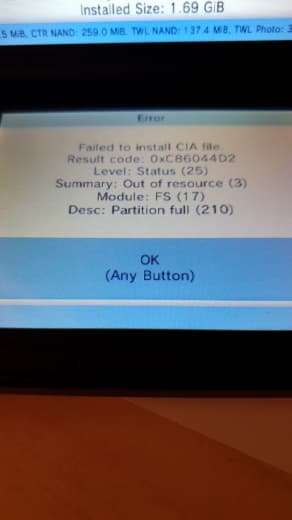 Installed Size: 1.69 GiB
.5 MiB, CTR NAND: 259.0 MiB, TWL NAND: 137.4 MiB, TWL Photo: 3
Error
Failed to install CIA file.
Result code: 0xC86044D2
Level: Status (25)
Summary: Out of resource (3)
Module: FS (17)
Desc: Partition full (210)
OK
(Any Button)